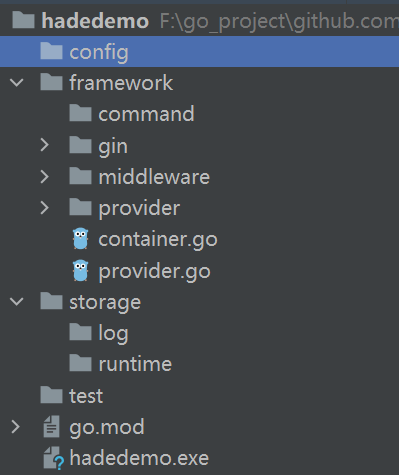 hadedemo F:\go_project\github.com
config
framework
command
gin
middleware
provider
container.go
provider.go
storage
log
runtime
test
go.mod
hadedemo.exe